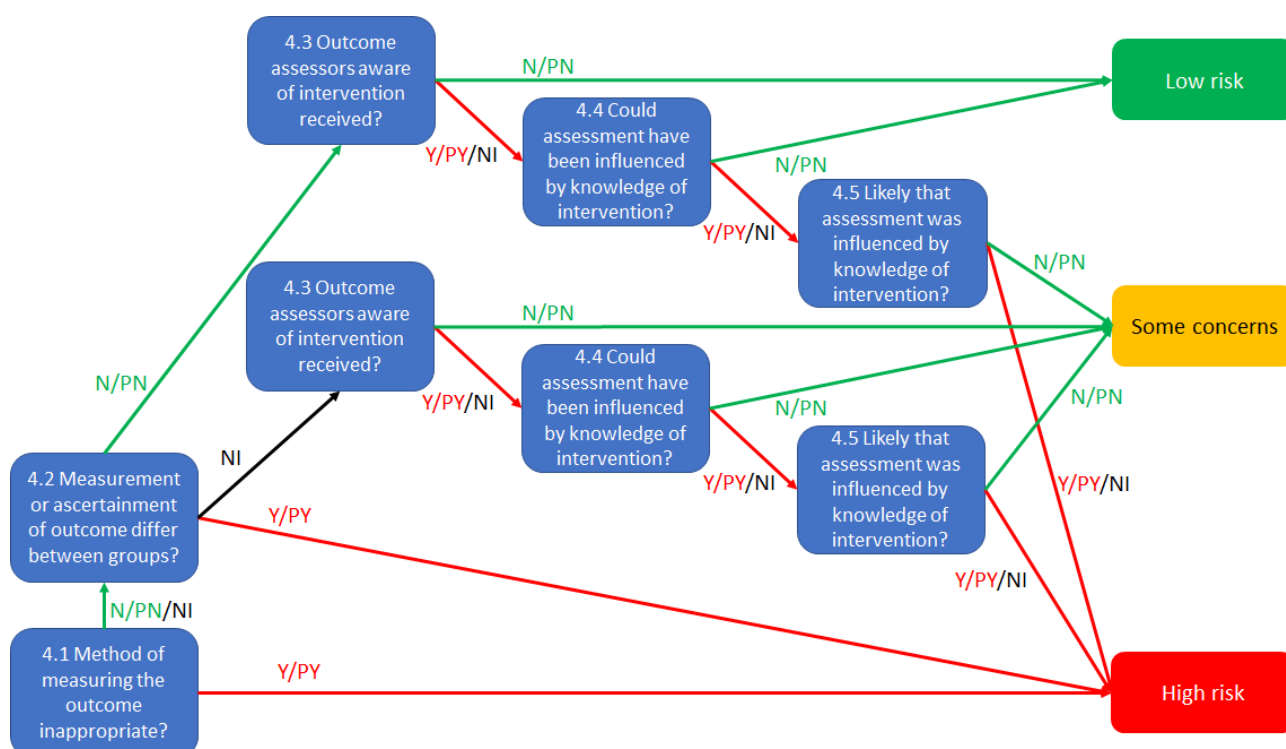 4.3 Outcome
assessors aware
of intervention
received?
N/PN
Low risk
Y/PY/NI
4.4 Could
assessment have
been influenced
by knowledge of
intervention?
N/PN
Y/PY/NI
4.5 Likely that
assessment was
influenced by
knowledge of
intervention?
N/PN
4.3 Outcome
assessors aware
of intervention
received?
N/PN
Some concerns
N/PN
Y/PY/NI
4.4 Could
assessment have
been influenced
by knowledge of
intervention?
N/PN
N/PN
Y/PY/NI
4.5 Likely that
assessment was
influenced by
knowledge of
intervention?
Y/PY/NI
Y/PY/NI
NI
4.2 Measurement
or ascertainment
of outcome differ
between groups?
Y/PY
N/PN/NI
4.1 Method of
measuring the
outcome
inappropriate?
Y/PY
High risk